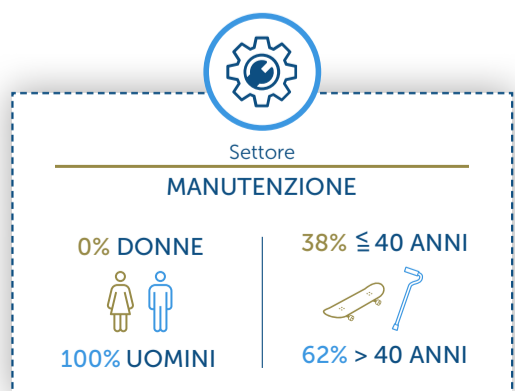 Settore
MANUTENZIONE
0% DONNE
100% UOMINI
38% ≦ 40 ANNI
62% > 40 ANNI